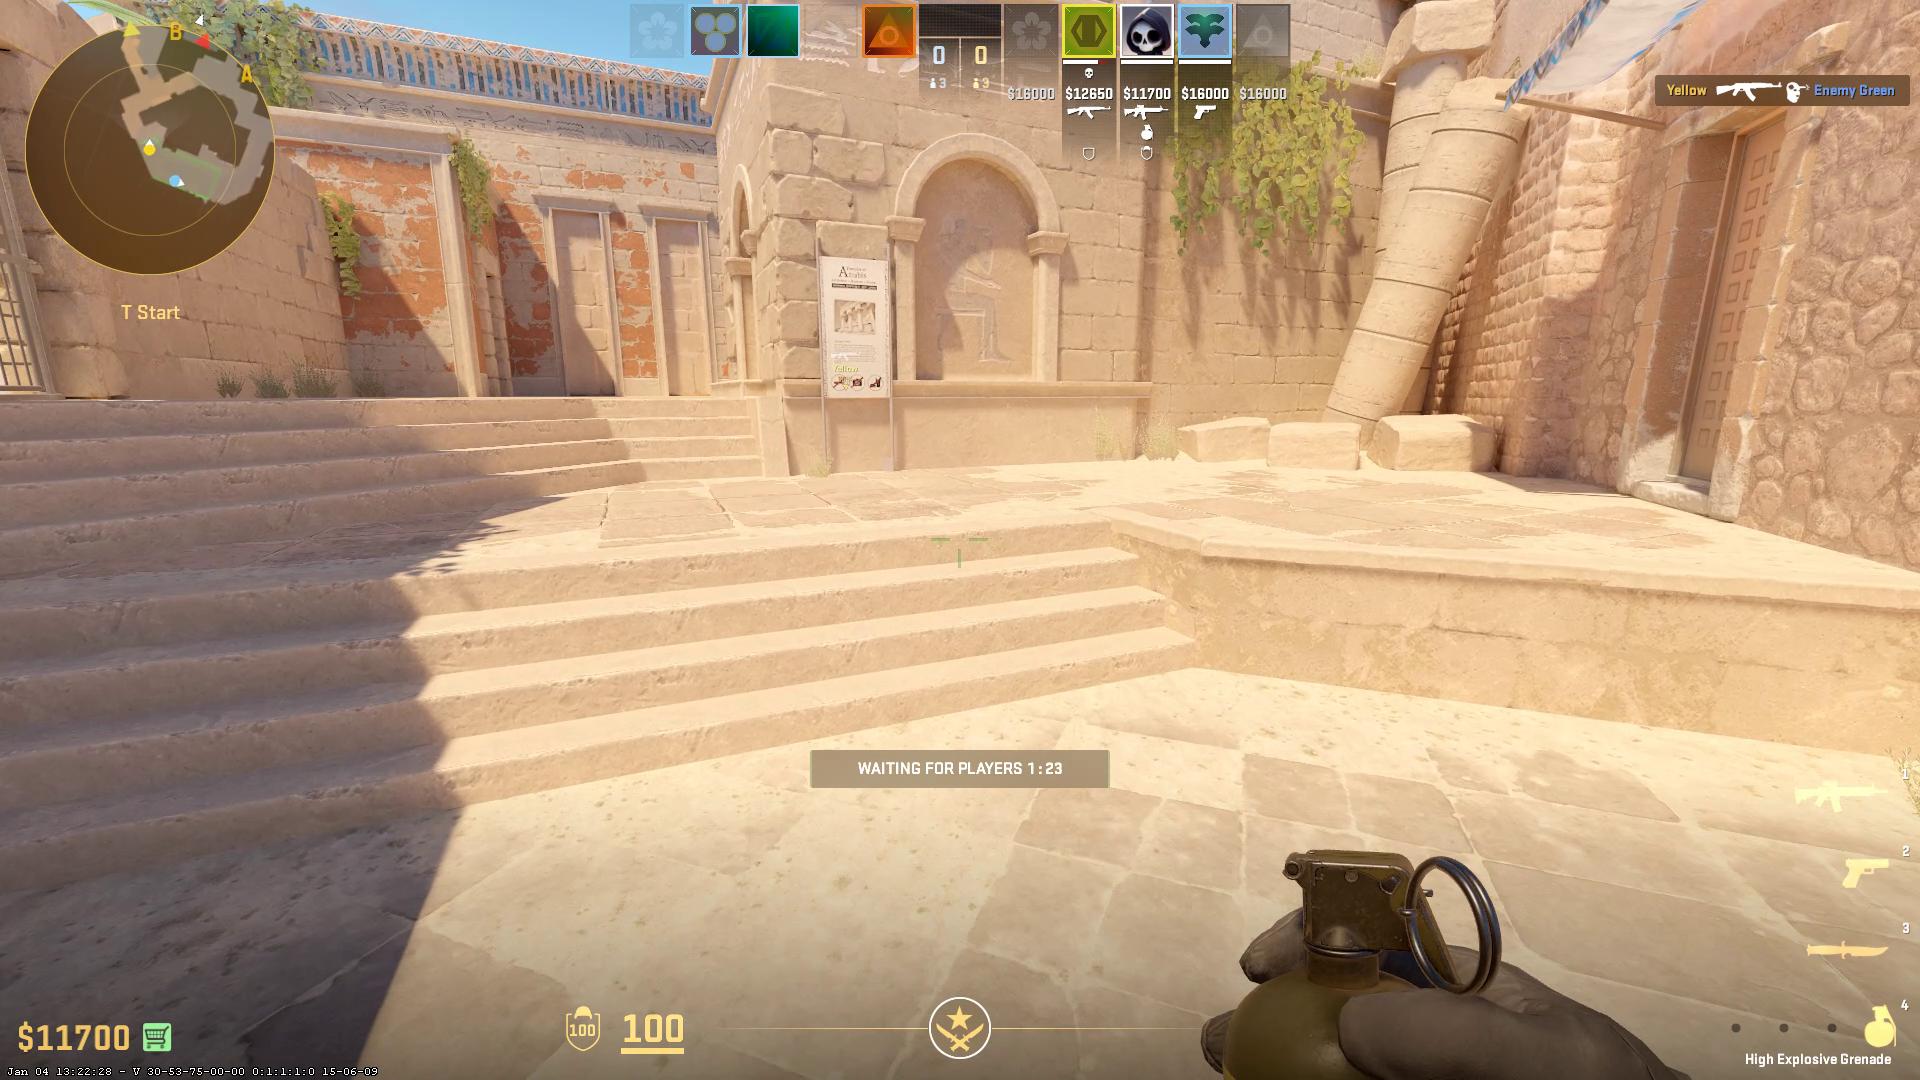 B
A
T Start
0 0
3 3
$16000 $12650 $11700 $16000 $16000
Yellow Enemy Green
Anubis
Yellow
WAITING FOR PLAYERS 1:23
1
2
3
4
High Explosive Grenade
$11700
100 100
Jan 04 13:22:28 - V 30-53-75-00-00 0:1:1:1:0 15-06-09